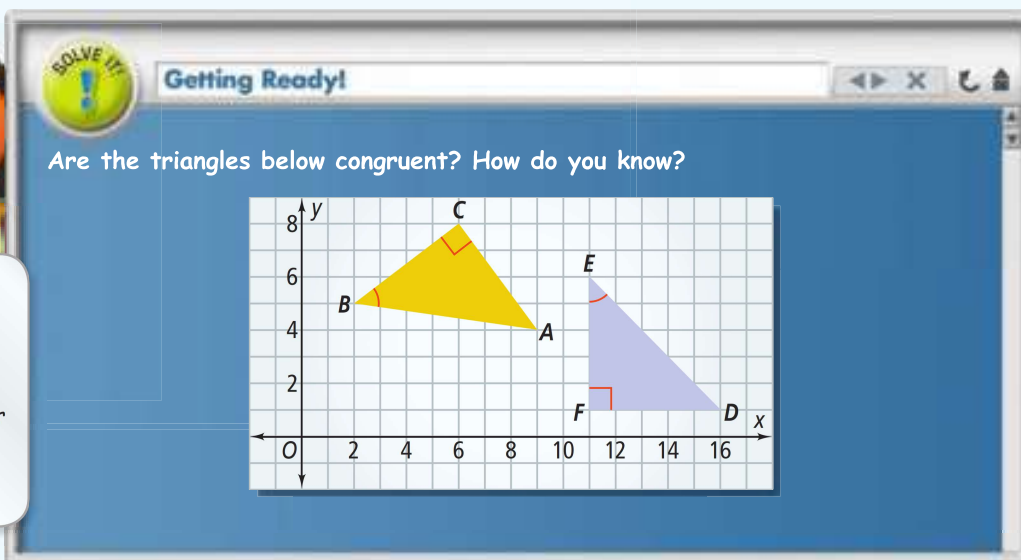 SOLVE IT!
!
Getting Ready!
Are the triangles below congruent? How do you know?
y
C
8
E
6
B
4
A
2
F
D
x
O
2 4 6 8 10 12 14 16
r